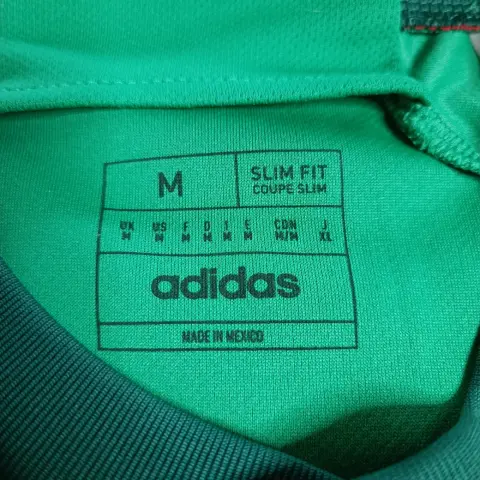 M
SLIM FIT
COUPE SLIM
UK US F D I E CDN J
M M M M M M M/M XL
adidas
MADE IN MEXICO